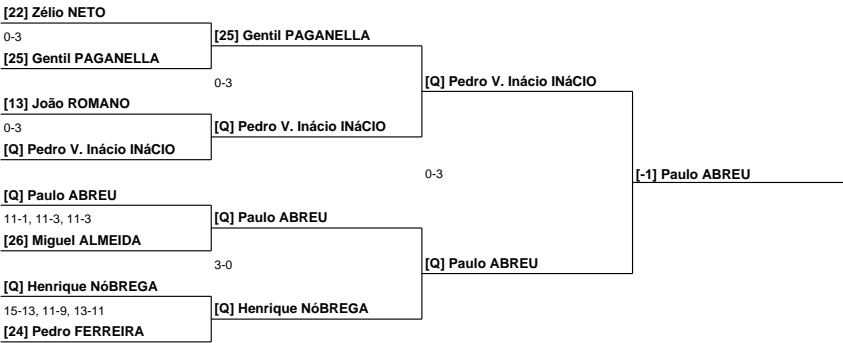 [22] Zélio NETO
0-3
[25] Gentil PAGANELLA
[25] Gentil PAGANELLA
0-3
[Q] Pedro V. Inácio INáCIO
[13] João ROMANO
0-3
[Q] Pedro V. Inácio INáCIO
[Q] Pedro V. Inácio INáCIO
0-3
[-1] Paulo ABREU
[Q] Paulo ABREU
11-1, 11-3, 11-3
[Q] Paulo ABREU
[26] Miguel ALMEIDA
3-0
[Q] Paulo ABREU
[Q] Henrique NóBREGA
15-13, 11-9, 13-11
[Q] Henrique NóBREGA
[24] Pedro FERREIRA